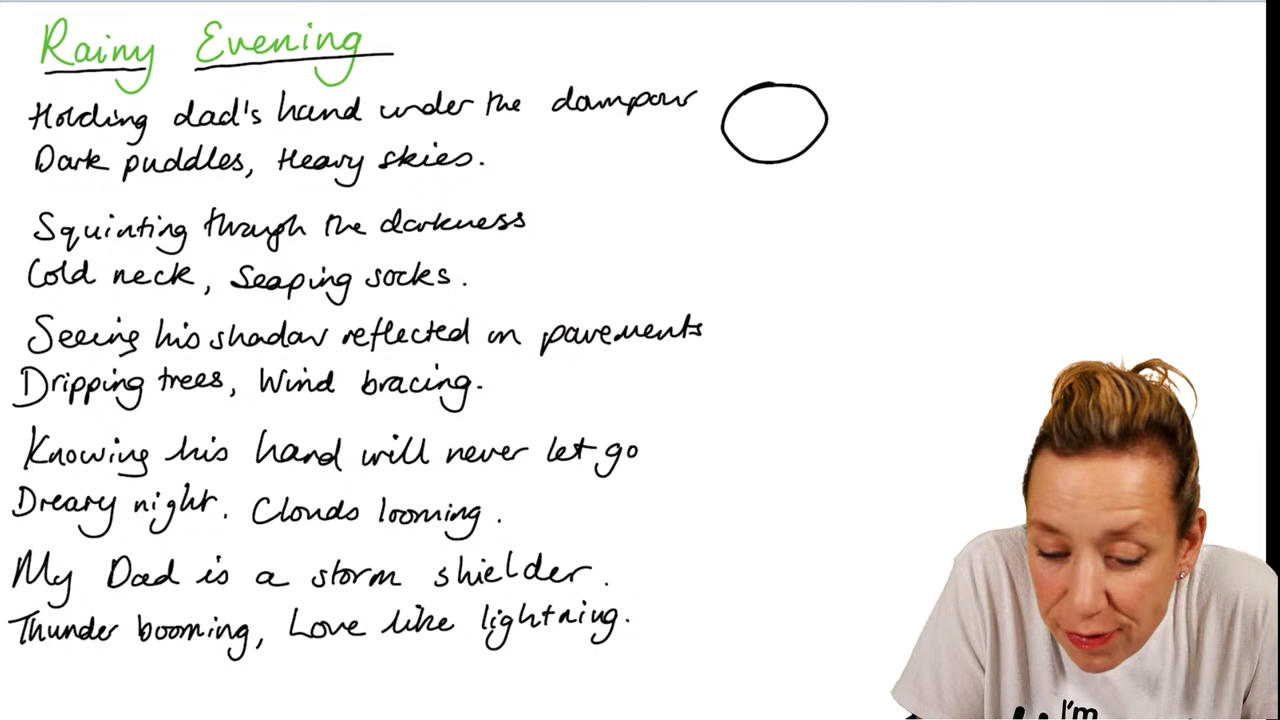 Rainy Evening
Holding dad's hand under the downpour
Dark puddles, Heavy skies.
Squinting through the darkness
Cold neck, Seaping socks.
Seeing his shadow reflected on pavements
Dripping trees, Wind bracing.
Knowing his hand will never let go
Dreary night. Clouds looming.
My Dad is a storm shielder.
Thunder booming, Love like lightning.
I'm